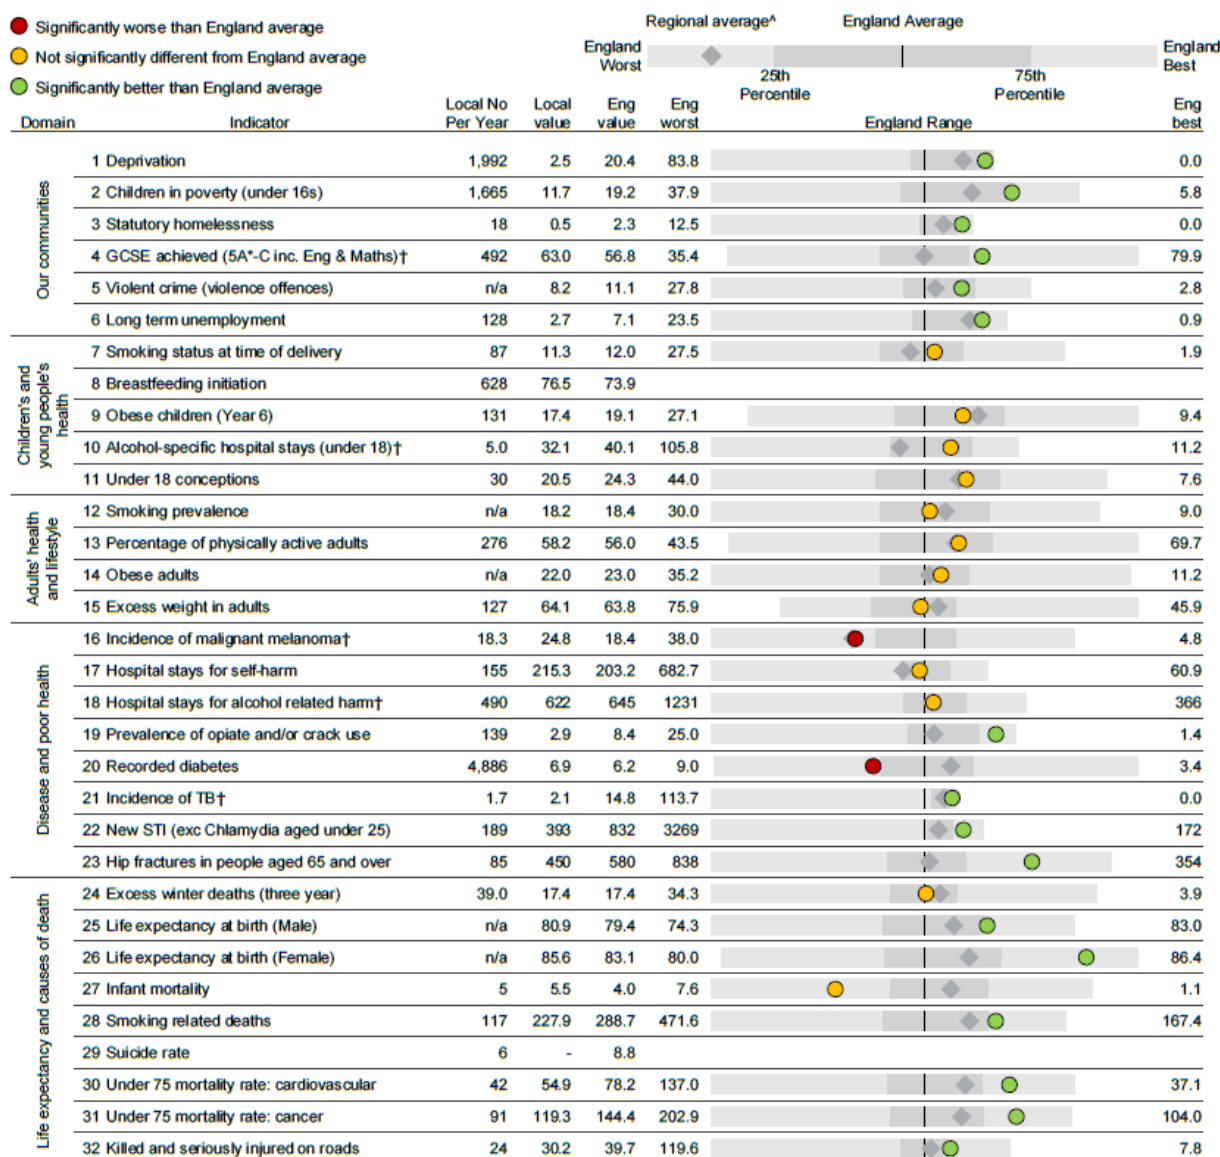 Significantly worse than England average
Not significantly different from England average
Significantly better than England average
Regional average^ England Average
England Worst England Best
25th Percentile 75th Percentile
Domain Indicator Local No Per Year Local value Eng value Eng worst England Range Eng best
Our communities
1 Deprivation 1,992 2.5 20.4 83.8 0.0
2 Children in poverty (under 16s) 1,665 11.7 19.2 37.9 5.8
3 Statutory homelessness 18 0.5 2.3 12.5 0.0
4 GCSE achieved (5A*-C inc. Eng & Maths)† 492 63.0 56.8 35.4 79.9
5 Violent crime (violence offences) n/a 8.2 11.1 27.8 2.8
6 Long term unemployment 128 2.7 7.1 23.5 0.9
Children's and young people's health
7 Smoking status at time of delivery 87 11.3 12.0 27.5 1.9
8 Breastfeeding initiation 628 76.5 73.9
9 Obese children (Year 6) 131 17.4 19.1 27.1 9.4
10 Alcohol-specific hospital stays (under 18)† 5.0 32.1 40.1 105.8 11.2
11 Under 18 conceptions 30 20.5 24.3 44.0 7.6
Adults' health and lifestyle
12 Smoking prevalence n/a 18.2 18.4 30.0 9.0
13 Percentage of physically active adults 276 58.2 56.0 43.5 69.7
14 Obese adults n/a 22.0 23.0 35.2 11.2
15 Excess weight in adults 127 64.1 63.8 75.9 45.9
Disease and poor health
16 Incidence of malignant melanoma† 18.3 24.8 18.4 38.0 4.8
17 Hospital stays for self-harm 155 215.3 203.2 682.7 60.9
18 Hospital stays for alcohol related harm† 490 622 645 1231 366
19 Prevalence of opiate and/or crack use 139 2.9 8.4 25.0 1.4
20 Recorded diabetes 4,886 6.9 6.2 9.0 3.4
21 Incidence of TB† 1.7 2.1 14.8 113.7 0.0
22 New STI (exc Chlamydia aged under 25) 189 393 832 3269 172
23 Hip fractures in people aged 65 and over 85 450 580 838 354
Life expectancy and causes of death
24 Excess winter deaths (three year) 39.0 17.4 17.4 34.3 3.9
25 Life expectancy at birth (Male) n/a 80.9 79.4 74.3 83.0
26 Life expectancy at birth (Female) n/a 85.6 83.1 80.0 86.4
27 Infant mortality 5 5.5 4.0 7.6 1.1
28 Smoking related deaths 117 227.9 288.7 471.6 167.4
29 Suicide rate 6 - 8.8
30 Under 75 mortality rate: cardiovascular 42 54.9 78.2 137.0 37.1
31 Under 75 mortality rate: cancer 91 119.3 144.4 202.9 104.0
32 Killed and seriously injured on roads 24 30.2 39.7 119.6 7.8